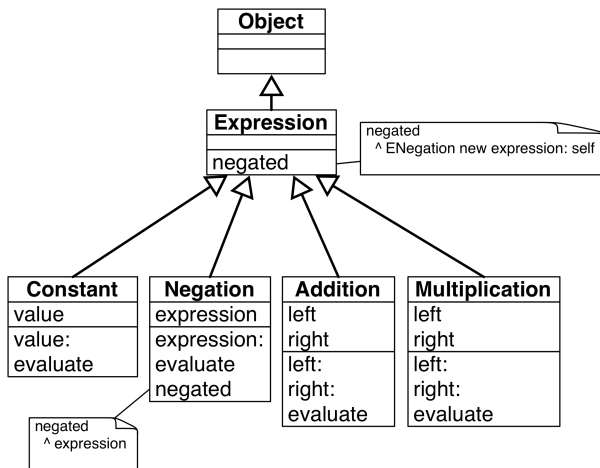 Object
Expression
negated
negated
^ ENegation new expression: self
Constant
value
value:
evaluate
Negation
expression
expression:
evaluate
negated
Addition
left
right
left:
right:
evaluate
Multiplication
left
right
left:
right:
evaluate
negated
^ expression